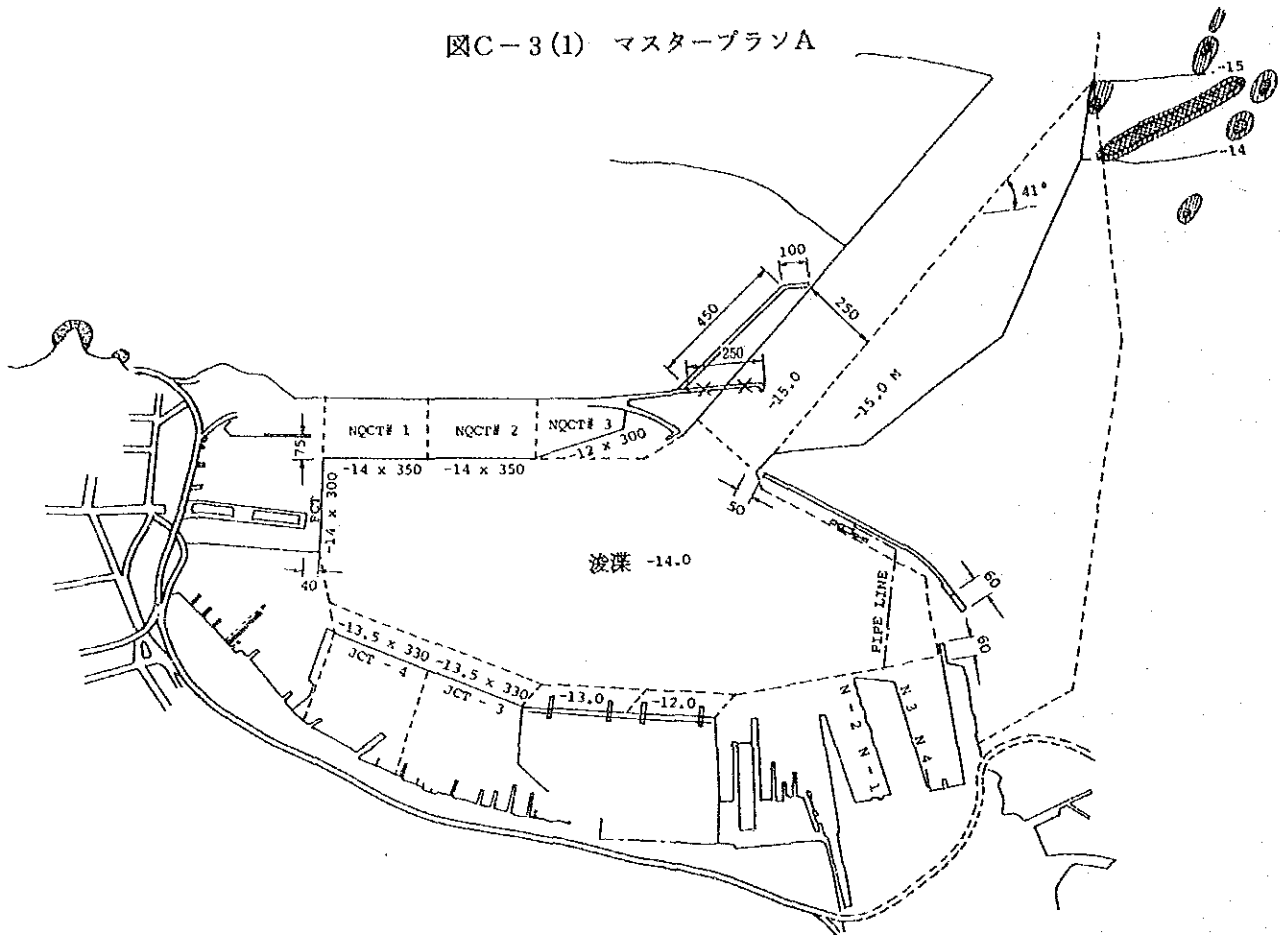 図C-3(1) マスタープランA
-15
-14
41°
100
450
250
250
-15.0
-15.0 M
NQCT# 1
NQCT# 2
NQCT# 3
-12 x 300
75
-14 x 350
-14 x 350
FCT
-14 x 300
50
浚渫 -14.0
40
60
PIPE LINE
60
-13.5 x 330
-13.5 x 330
JCT - 4
JCT - 3
-13.0
-12.0
N-2 N-1
N 3 N 4